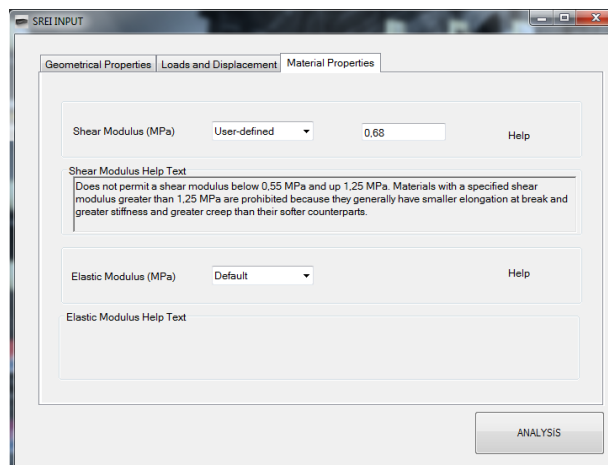 SREI INPUT
Geometrical Properties
Loads and Displacement
Material Properties
Shear Modulus (MPa)
User-defined
0,68
Help
Shear Modulus Help Text
Does not permit a shear modulus below 0,55 MPa and up 1,25 MPa. Materials with a specified shear
modulus greater than 1,25 MPa are prohibited because they generally have smaller elongation at break and
greater stiffness and greater creep than their softer counterparts.
Elastic Modulus (MPa)
Default
Help
Elastic Modulus Help Text
ANALYSIS